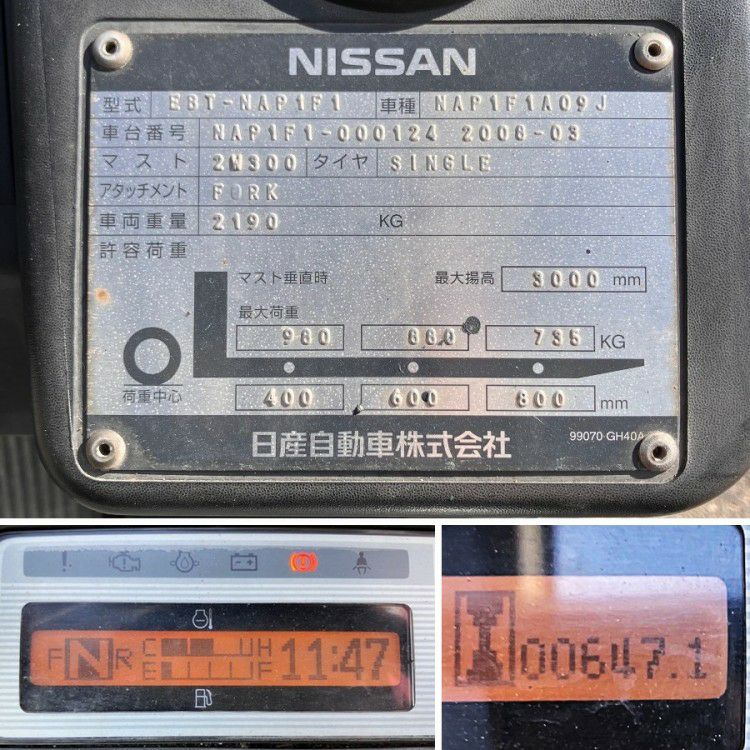 NISSAN
型式 EBT-NAP1F1 車種 NAP1F1A09J
車台番号 NAP1F1-000124 2008-03
マスト 2W300 タイヤ SINGLE
アタッチメント FORK
車両重量 2190 KG
許容荷重
マスト垂直時 最大揚高 3000 mm
最大荷重
980 880 735 KG
荷重中心 400 600 800 mm
日産自動車株式会社 99070 GH40A
F N R C H 11:47
E F
00647.1